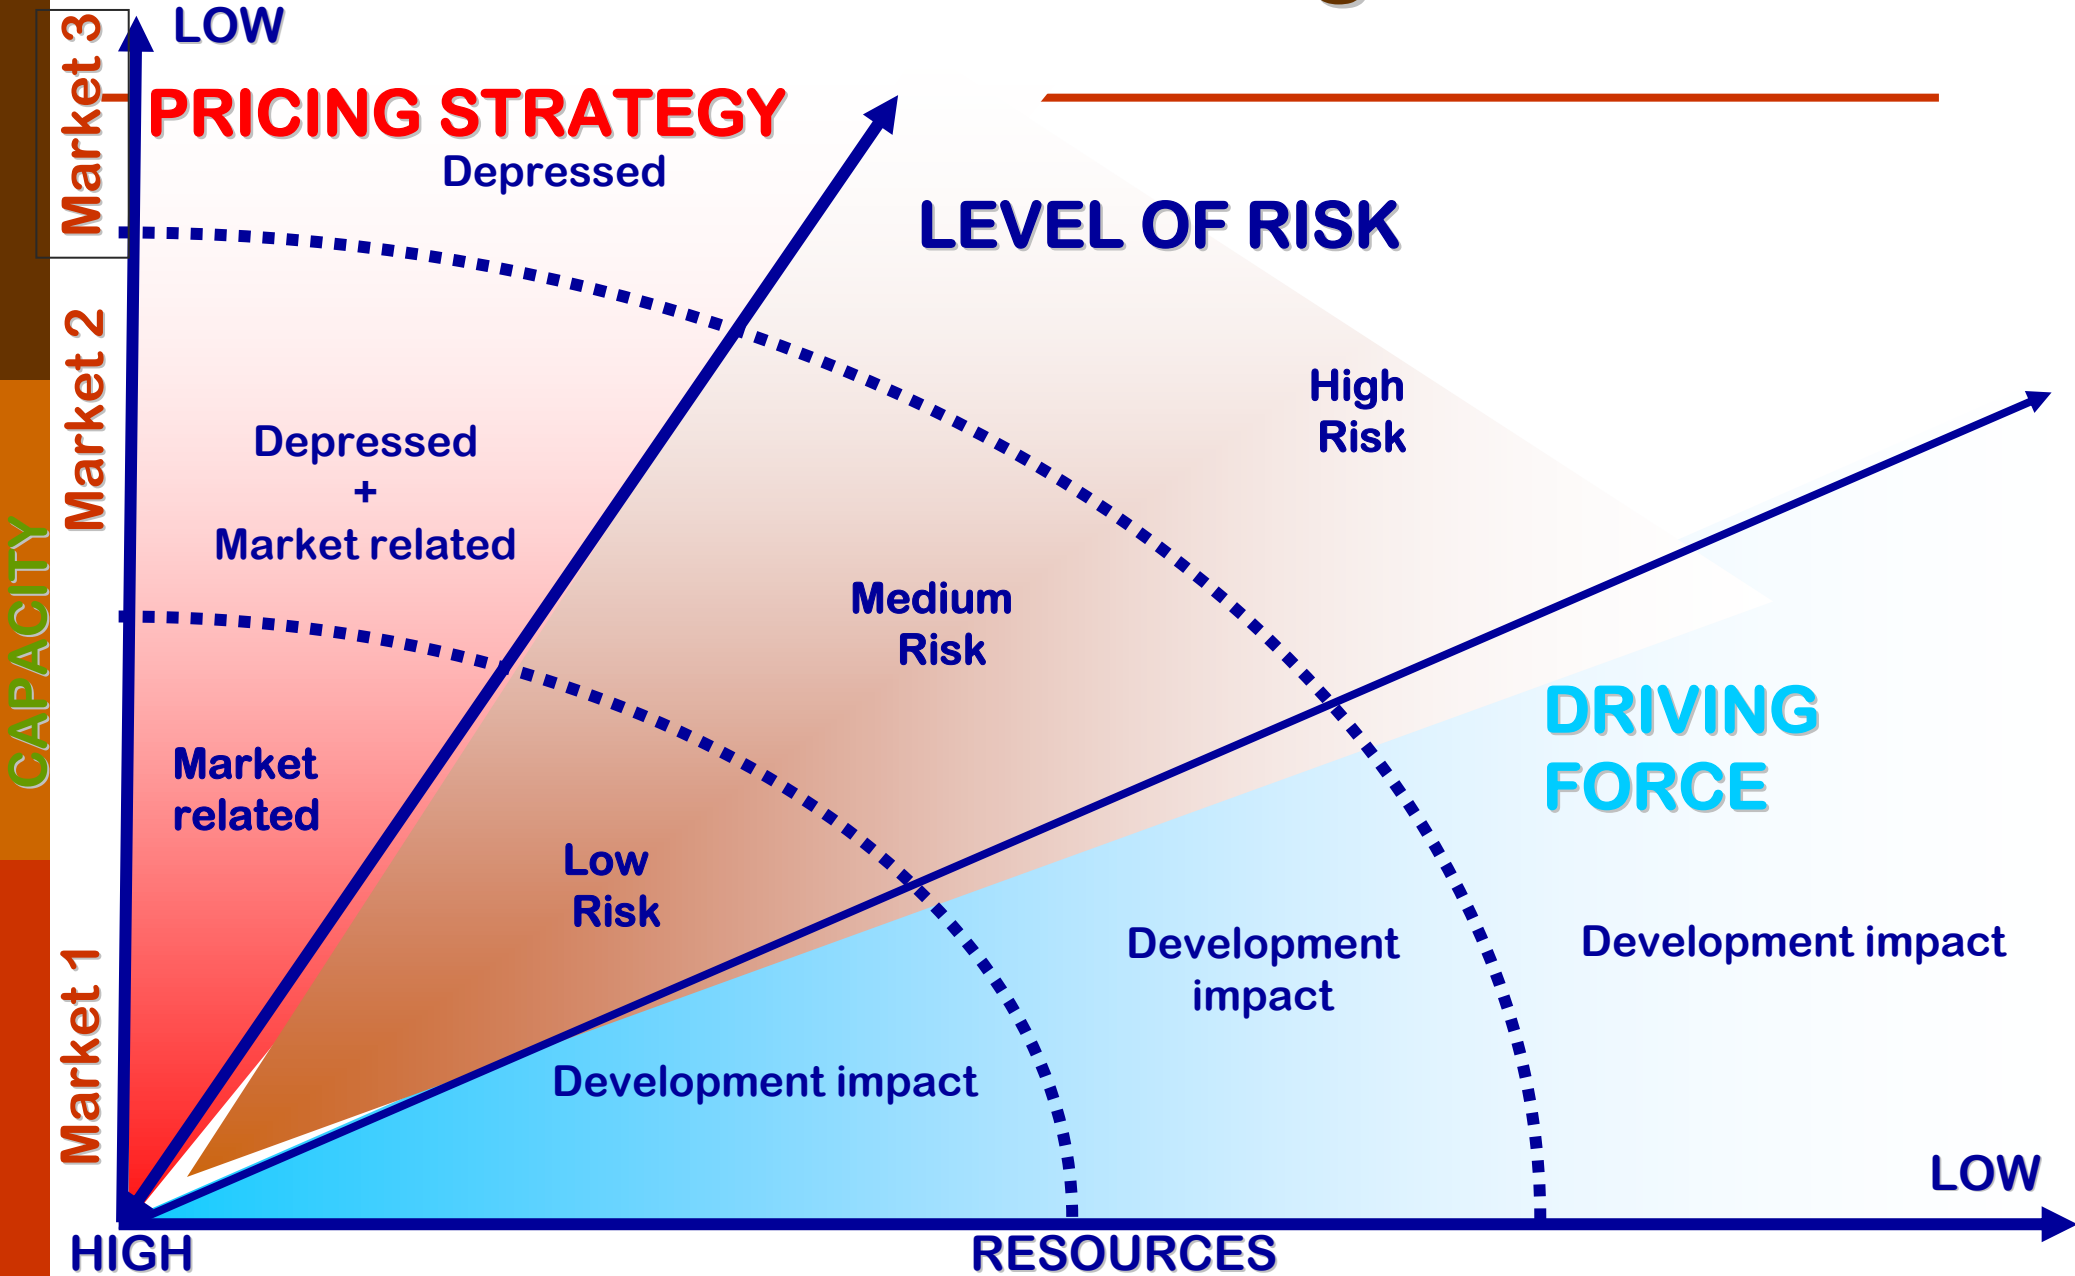 LOW
Market 3
PRICING STRATEGY
Depressed
LEVEL OF RISK
Market 2
High
Risk
Depressed
+
Market related
CAPACITY
Medium
Risk
DRIVING
FORCE
Market
related
Low
Risk
Market 1
Development
impact
Development impact
Development impact
LOW
HIGH
RESOURCES